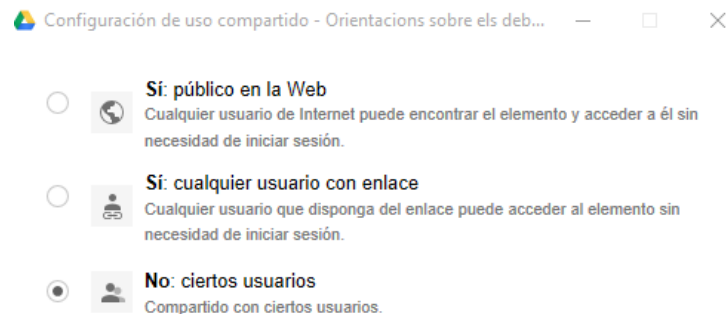 Configuración de uso compartido - Orientacions sobre els deb...
Sí: público en la Web
Cualquier usuario de Internet puede encontrar el elemento y acceder a él sin
necesidad de iniciar sesión.
Sí: cualquier usuario con enlace
Cualquier usuario que disponga del enlace puede acceder al elemento sin
necesidad de iniciar sesión.
No: ciertos usuarios
Compartido con ciertos usuarios.